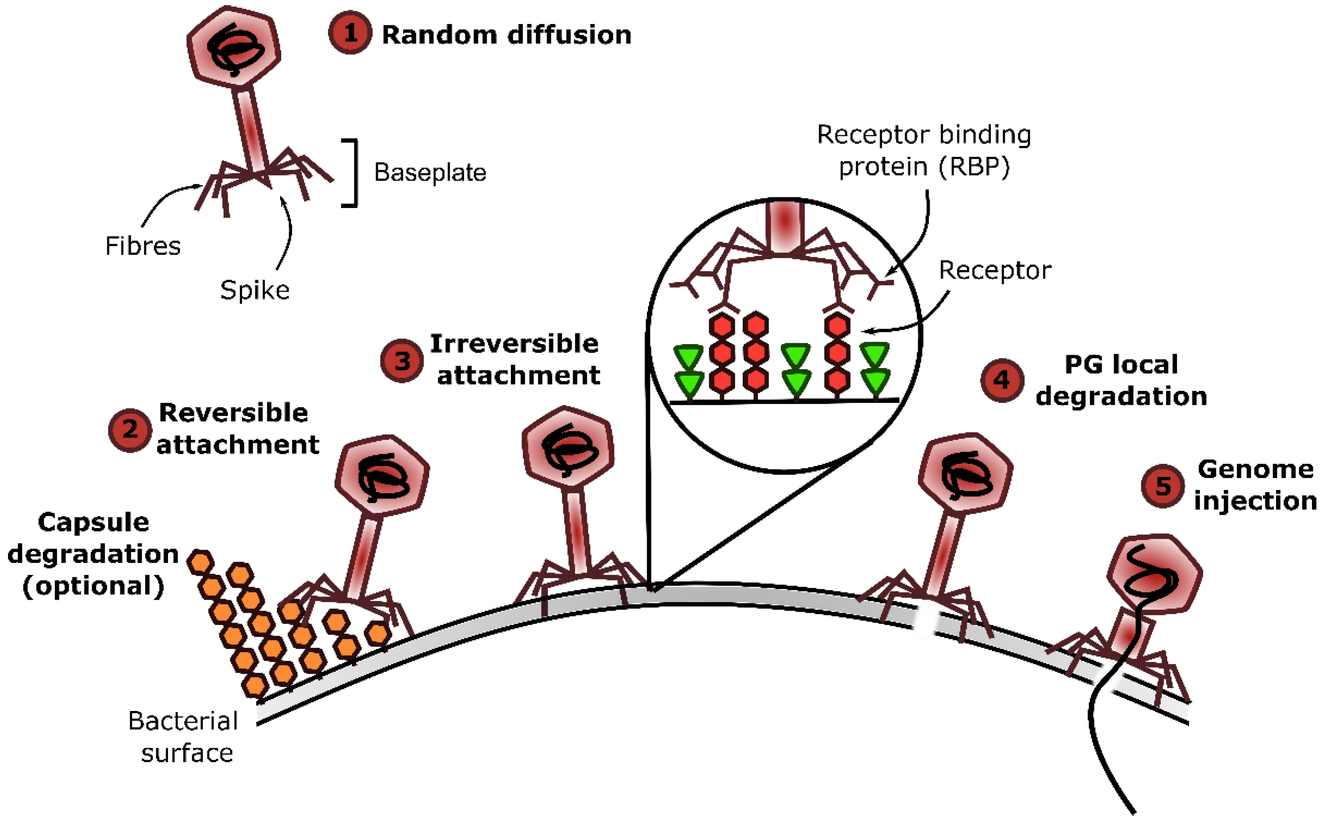 1 Random diffusion
Baseplate
Fibres
Spike
Receptor binding
protein (RBP)
Receptor
2 Reversible
attachment
3 Irreversible
attachment
4 PG local
degradation
5 Genome
injection
Capsule
degradation
(optional)
Bacterial
surface